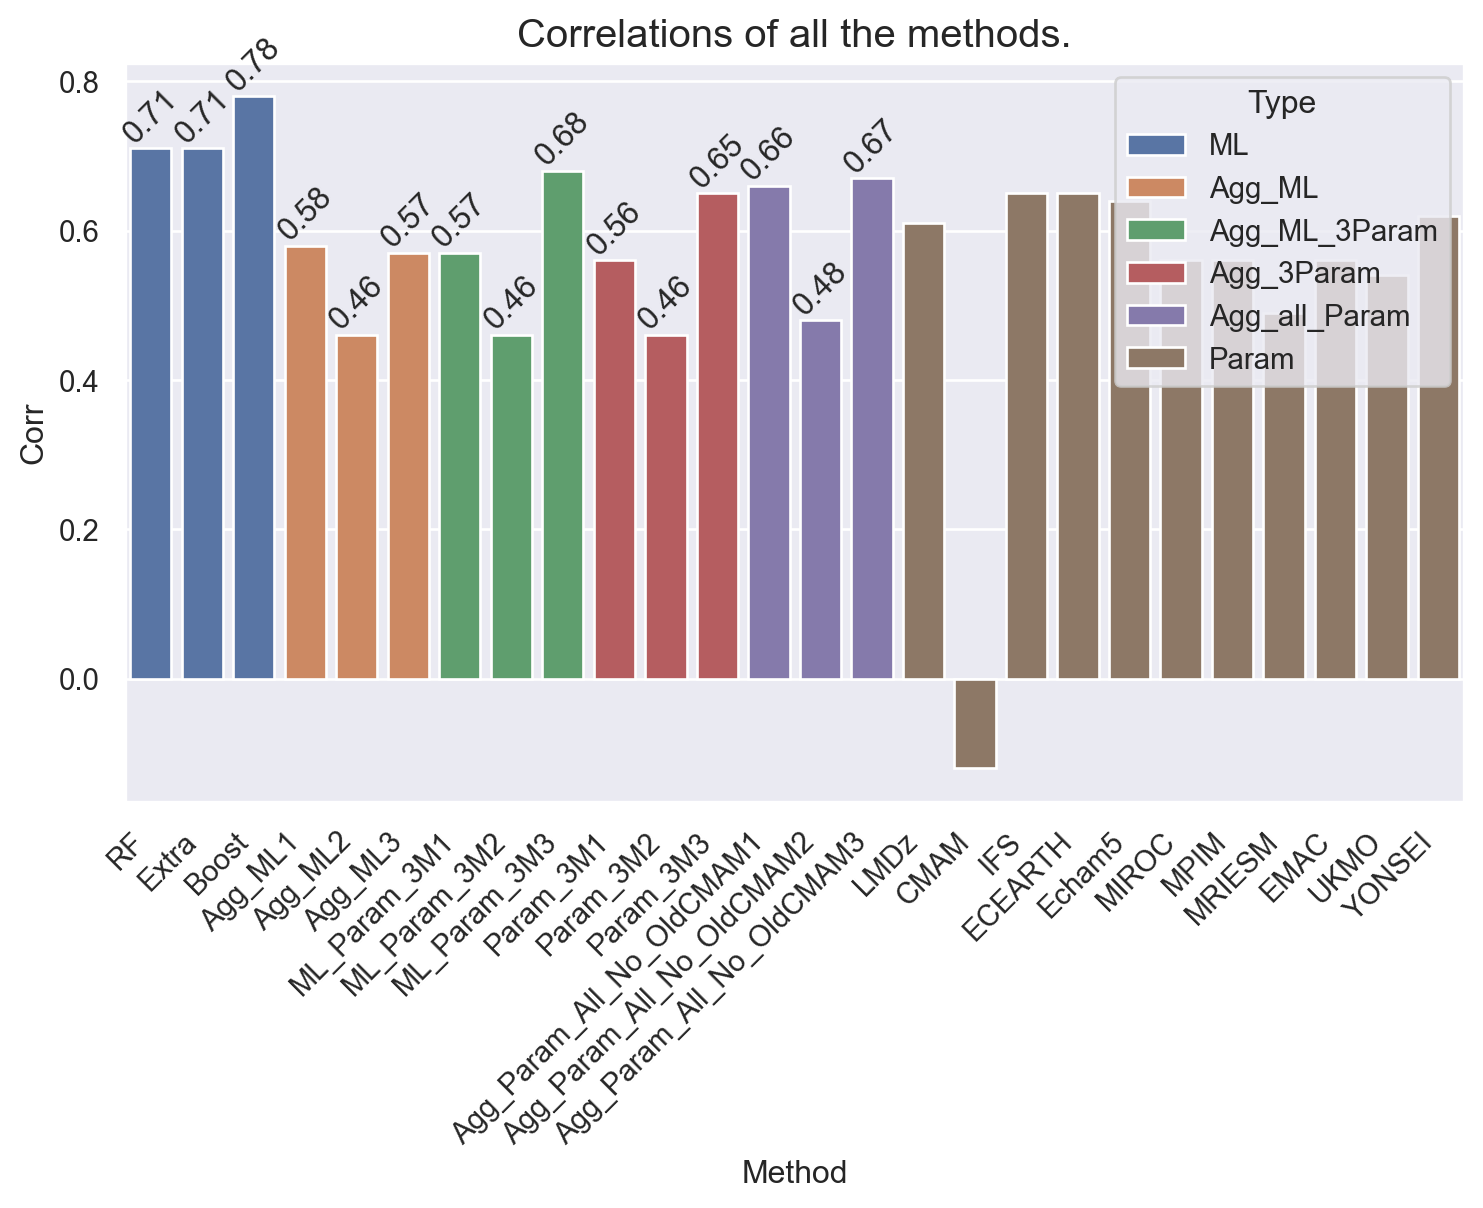 Correlations of all the methods.
0.8
0.6
0.4
0.2
0.0
Corr
0.71
0.71
0.78
0.58
0.46
0.57
0.57
0.46
0.68
0.56
0.46
0.65
0.66
0.48
0.67
Type
ML
Agg_ML
Agg_ML_3Param
Agg_3Param
Agg_all_Param
Param
RF
Extra
Boost
Agg_ML1
Agg_ML2
Agg_ML3
ML_Param_3M1
ML_Param_3M2
ML_Param_3M3
Param_3M1
Param_3M2
Param_3M3
Agg_Param_All_No_OldCMAM1
Agg_Param_All_No_OldCMAM2
Agg_Param_All_No_OldCMAM3
LMDz
CMAM
IFS
ECEARTH
Echam5
MIROC
MPIM
MRIESM
EMAC
UKMO
YONSEI
Method